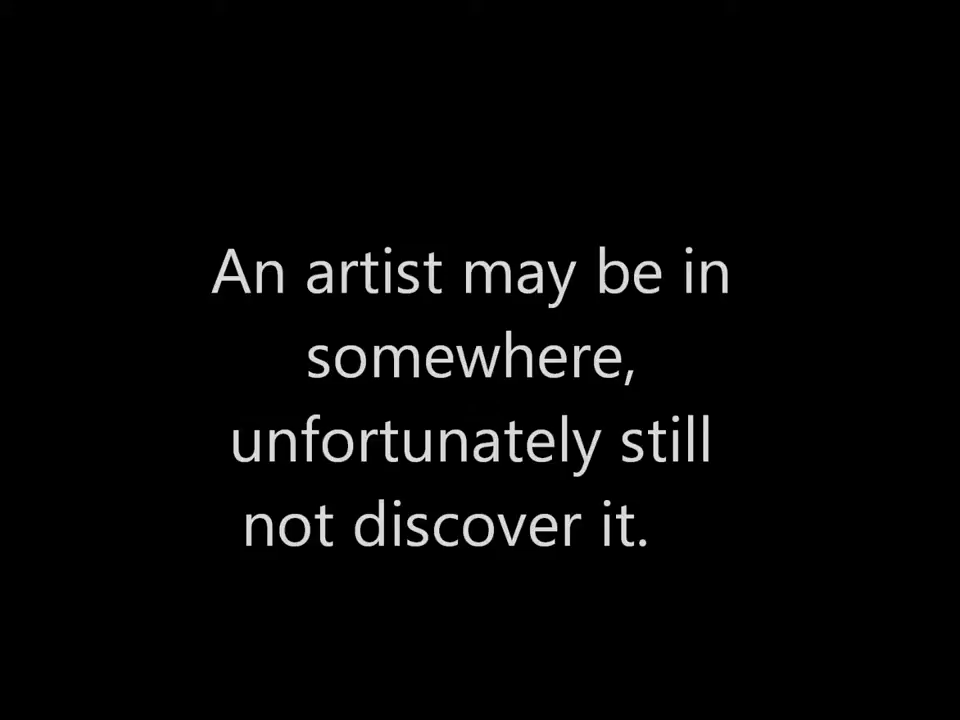 An artist may be in
somewhere,
unfortunately still
not discover it.